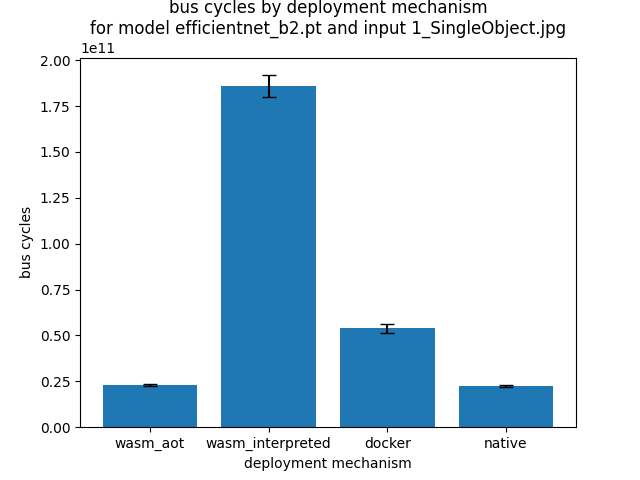 bus cycles by deployment mechanism
for model efficientnet_b2.pt and input 1_SingleObject.jpg
1e11
2.00
1.75
1.50
1.25
1.00
0.75
0.50
0.25
0.00
bus cycles
wasm_aot wasm_interpreted docker native
deployment mechanism